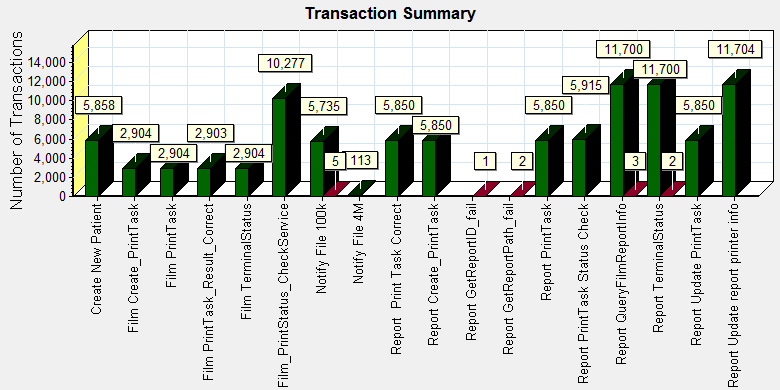 Transaction Summary
Number of Transactions
14,000
12,000
10,000
8,000
6,000
4,000
2,000
0
5,858
2,904
2,904
2,903
2,904
10,277
5,735
5
113
5,850
5,850
1
2
5,850
5,915
11,700
3
11,700
2
5,850
11,704
Create New Patient
Film Create_PrintTask
Film PrintTask
Film PrintTask_Result_Correct
Film TerminalStatus
Film_PrintStatus_CheckService
Notify File 100k
Notify File 4M
Report  Print Task Correct
Report Create_PrintTask
Report GetReportID_fail
Report GetReportPath_fail
Report PrintTask
Report PrintTask Status Check
Report QueryFilmReportInfo
Report TerminalStatus
Report Update PrintTask
Report Update report printer info